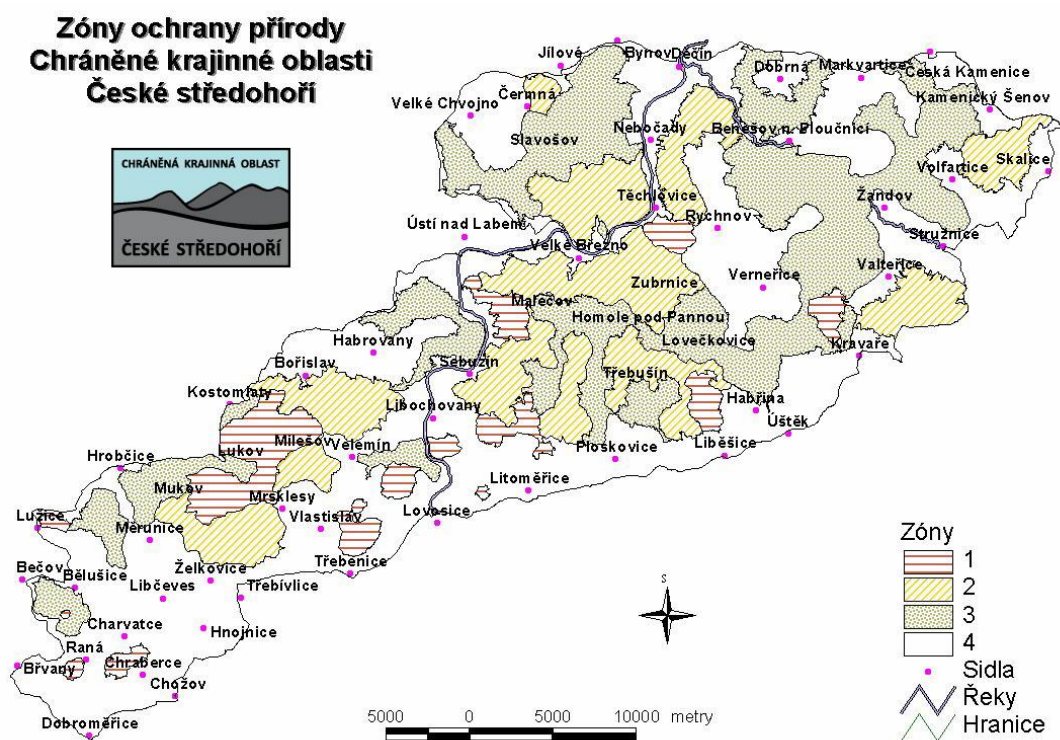 Zóny ochrany přírody
Chráněné krajinné oblasti
České středohoří
CHRÁNĚNÁ KRAJINNÁ OBLAST
ČESKÉ STŘEDOHOŘÍ
Jílové
Bynov
Děčín
Dobrná
Markvartice
Česká Kamenice
Velké Chvojno
Čermná
Kamenický Šenov
Slavošov
Nebočady
Benešov n. Ploučnicí
Volfartice
Skalice
Těchlovice
Žandov
Rychnov
Ústí nad Labem
Stružnice
Velké Březno
Valteřice
Zubrnice
Verneřice
Malečov
Homole pod Pannou
Lovečkovice
Kravaře
Habrovany
Sebuzín
Bořislav
Třebušín
Kostomlaty
Libochovany
Habřina
Úštěk
Milešov
Velemín
Lukov
Ploskovice
Liběšice
Hrobčice
Mukov
Mrsklesy
Litoměřice
Lužice
Měrunice
Vlastislav
Lovosice
Bečov
Bělušice
Želkovice
Třebenice
Libčeves
Třebívlice
Charvatce
Hnojnice
Raná
Břvany
Chraberce
Chožov
Dobroměřice
S
Zóny
1
2
3
4
Sidla
Řeky
Hranice
5000 0 5000 10000 metry